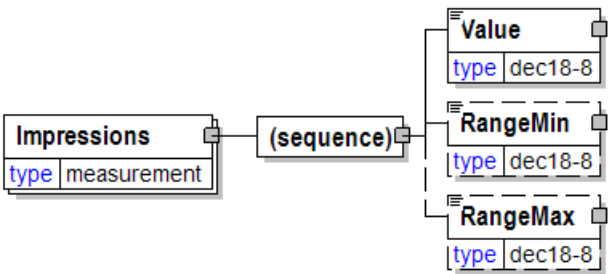 Impressions
type measurement
(sequence)
Value
type dec18-8
RangeMin
type dec18-8
RangeMax
type dec18-8